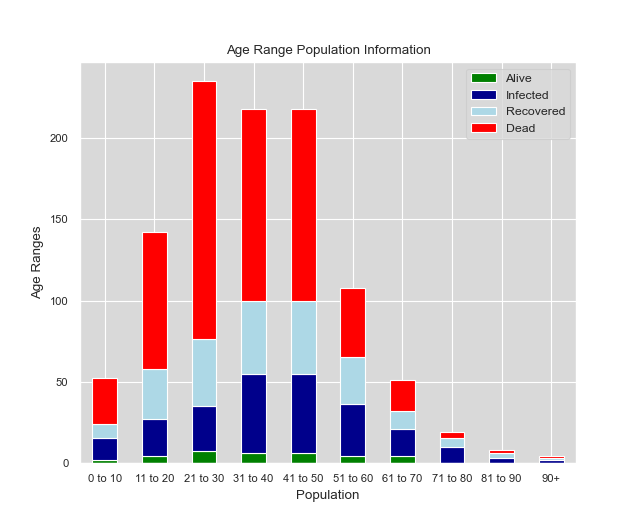 Age Range Population Information
Alive
Infected
Recovered
Dead
200
150
100
50
0
Age Ranges
0 to 10 11 to 20 21 to 30 31 to 40 41 to 50 51 to 60 61 to 70 71 to 80 81 to 90 90+
Population